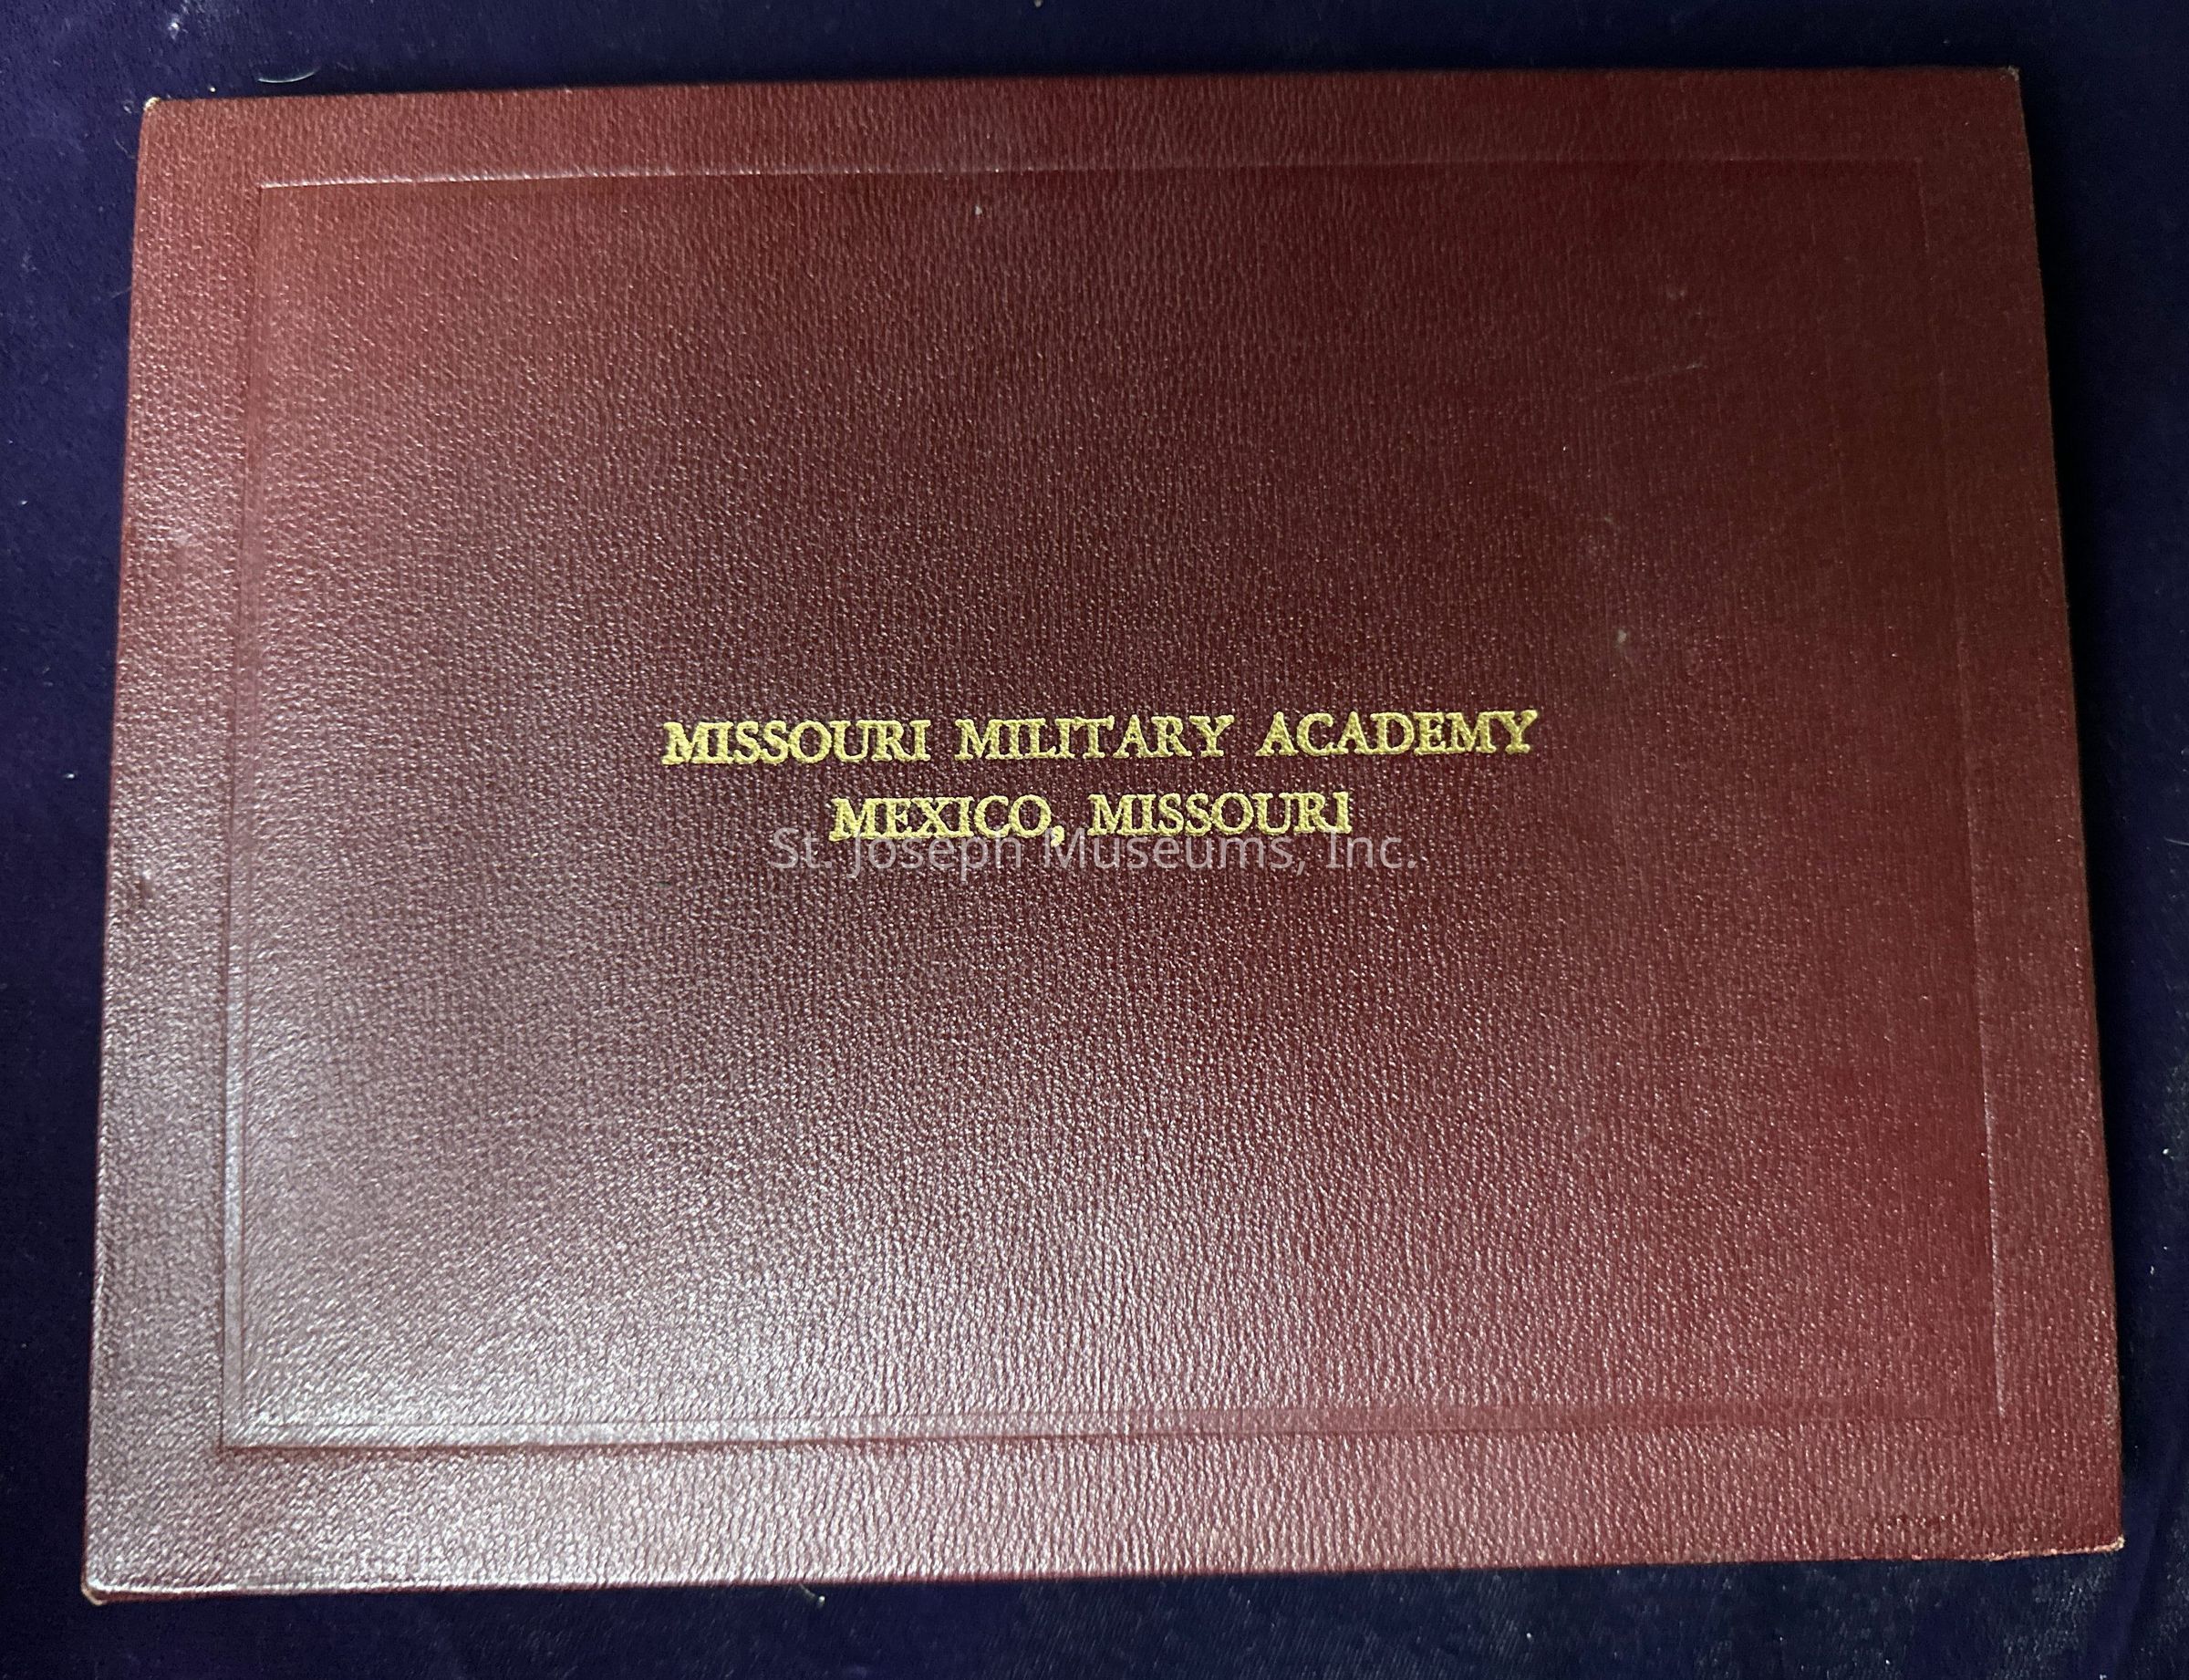 MISSOURI MILITARY ACADEMY
MEXICO, MISSOURI
St. Joseph Museums, Inc.